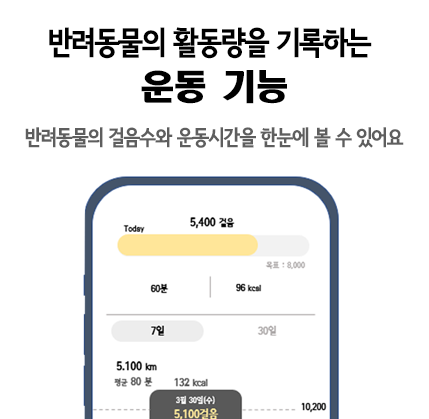 반려동물의 활동량을 기록하는
운동 기능
반려동물의 걸음수와 운동시간을 한눈에 볼 수 있어요
5,400 걸음
Today
목표 : 8,000
60분 96 kcal
7일 30일
5.100 km
평균 80 분 132 kcal
3월 30일(수)
5,100걸음
10,200